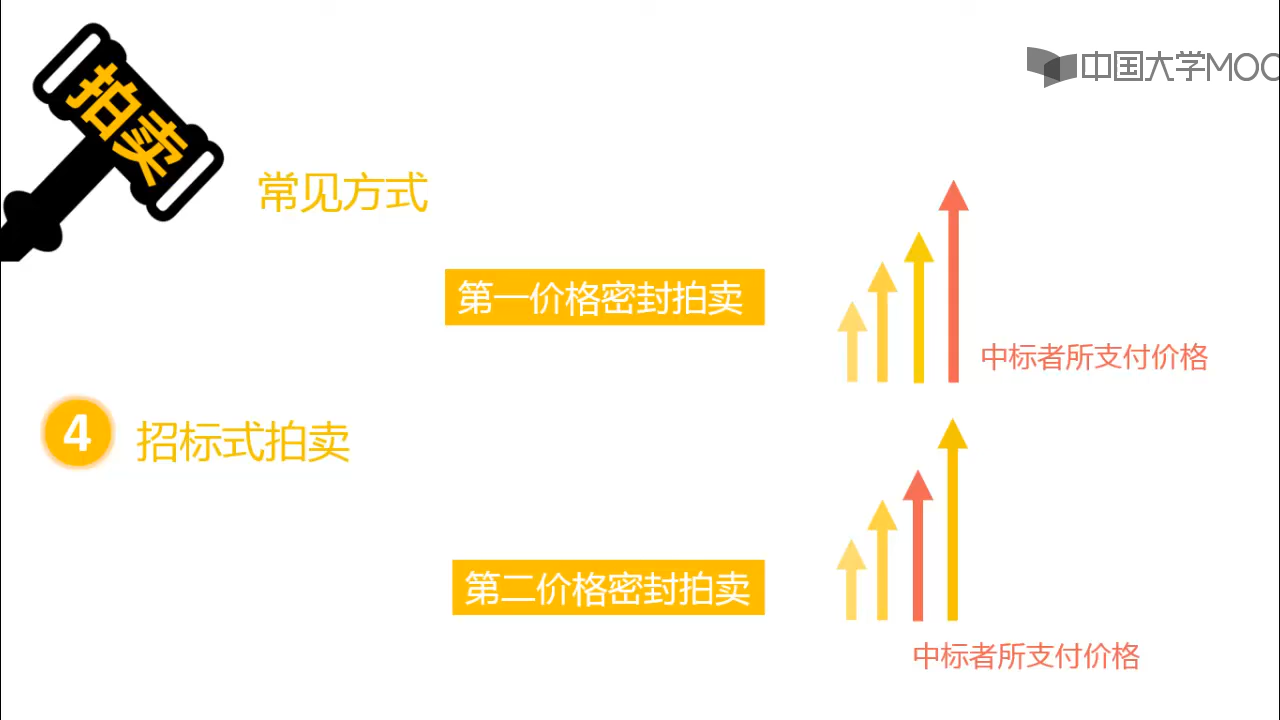 拍卖
中国大学MOO
常见方式
第一价格密封拍卖
中标者所支付价格
4 招标式拍卖
第二价格密封拍卖
中标者所支付价格